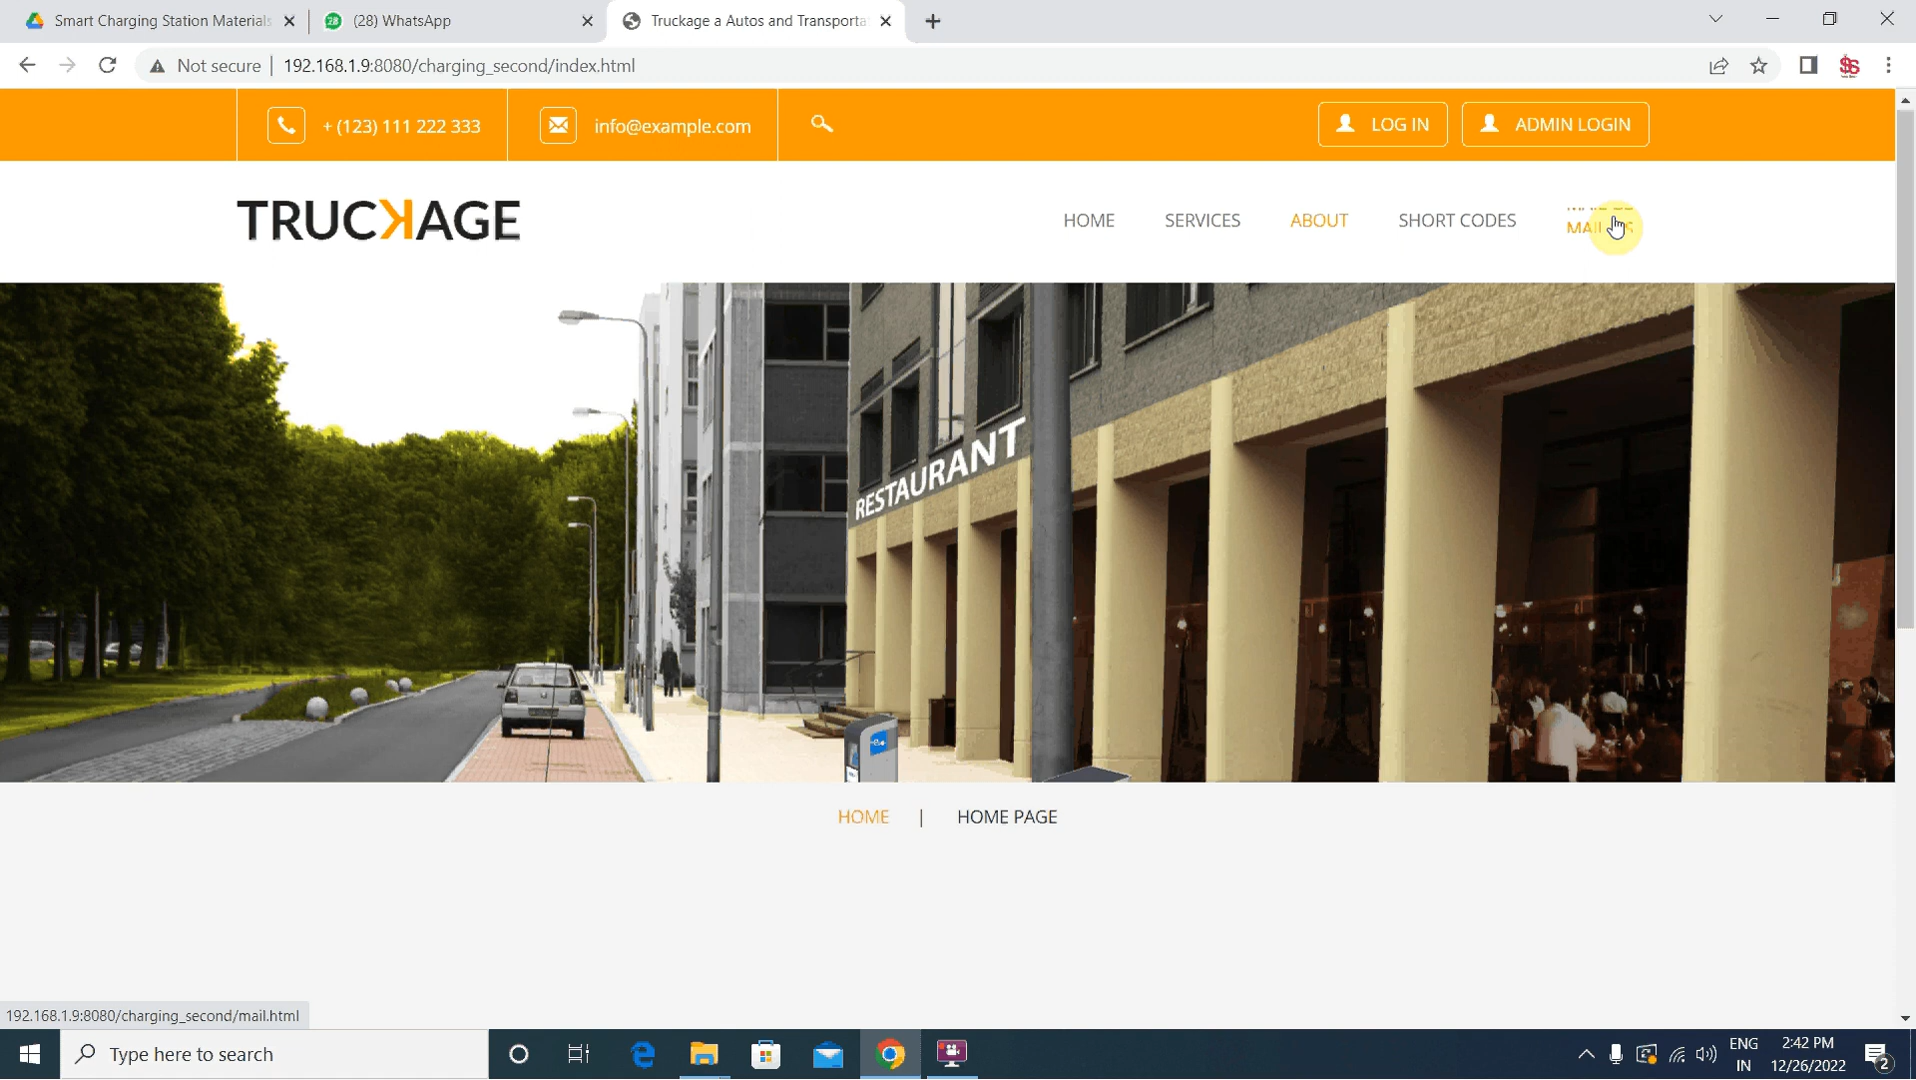 Smart Charging Station Materials
(28) WhatsApp
Truckage a Autos and Transporta
Not secure
192.168.1.9:8080/charging_second/index.html
+ (123) 111 222 333
info@example.com
LOG IN
ADMIN LOGIN
TRUCKAGE
HOME
SERVICES
ABOUT
SHORT CODES
MAIL US
RESTAURANT
HOME | HOME PAGE
192.168.1.9:8080/charging_second/mail.html
Type here to search
ENG
IN
2:42 PM
12/26/2022
2